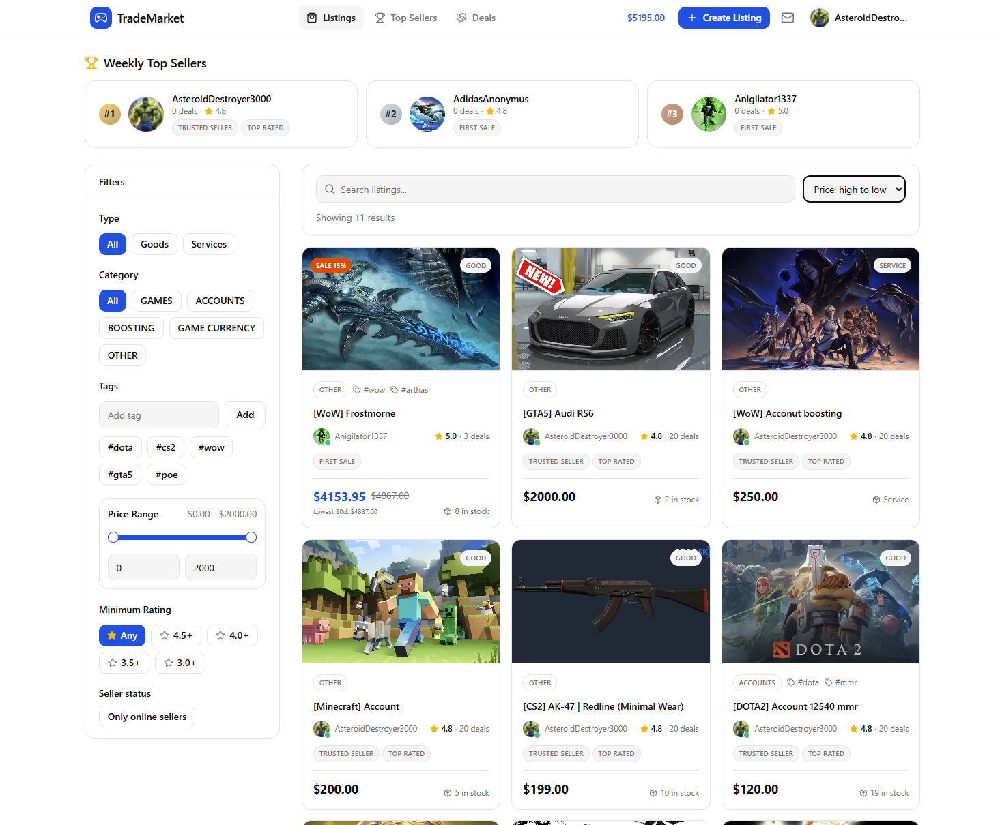 TradeMarket
Listings
Top Sellers
Deals
$5195.00
Create Listing
AsteroidDestro...
Weekly Top Sellers
#1
AsteroidDestroyer3000
0 deals · 4.8
TRUSTED SELLER TOP RATED
#2
AdidasAnonymus
0 deals · 4.8
FIRST SALE
#3
Anigilator1337
0 deals · 5.0
FIRST SALE
Filters
Type
All Goods Services
Category
All GAMES ACCOUNTS
BOOSTING GAME CURRENCY
OTHER
Tags
Add tag Add
#dota #cs2 #wow
#gta5 #poe
Price Range $0.00 - $2000.00
0 2000
Minimum Rating
Any 4.5+ 4.0+
3.5+ 3.0+
Seller status
Only online sellers
Search listings... Price: high to low
Showing 11 results
SALE 15% GOOD
OTHER #wow #arthas
[WoW] Frostmorne
Anigilator1337 5.0 · 3 deals
FIRST SALE
$4153.95 $4887.00
Lowest 30d: $4887.00 8 in stock
NEW! GOOD
OTHER
[GTA5] Audi RS6
AsteroidDestroyer3000 4.8 · 20 deals
TRUSTED SELLER TOP RATED
$2000.00 2 in stock
SERVICE
OTHER
[WoW] Acconut boosting
AsteroidDestroyer3000 4.8 · 20 deals
TRUSTED SELLER TOP RATED
$250.00 Service
GOOD
OTHER
[Minecraft] Account
AsteroidDestroyer3000 4.8 · 20 deals
TRUSTED SELLER TOP RATED
$200.00 5 in stock
GOOD
OTHER
[CS2] AK-47 | Redline (Minimal Wear)
AsteroidDestroyer3000 4.8 · 20 deals
TRUSTED SELLER TOP RATED
$199.00 10 in stock
GOOD
DOTA 2
ACCOUNTS #dota #mmr
[DOTA2] Account 12540 mmr
AsteroidDestroyer3000 4.8 · 20 deals
TRUSTED SELLER TOP RATED
$120.00 19 in stock